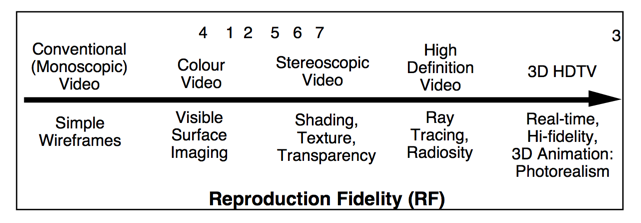 4 1 2 5 6 7 3
Conventional
(Monoscopic)
Video
Colour
Video
Stereoscopic
Video
High
Definition
Video
3D HDTV
Simple
Wireframes
Visible
Surface
Imaging
Shading,
Texture,
Transparency
Ray
Tracing,
Radiosity
Real-time,
Hi-fidelity,
3D Animation:
Photorealism
Reproduction Fidelity (RF)